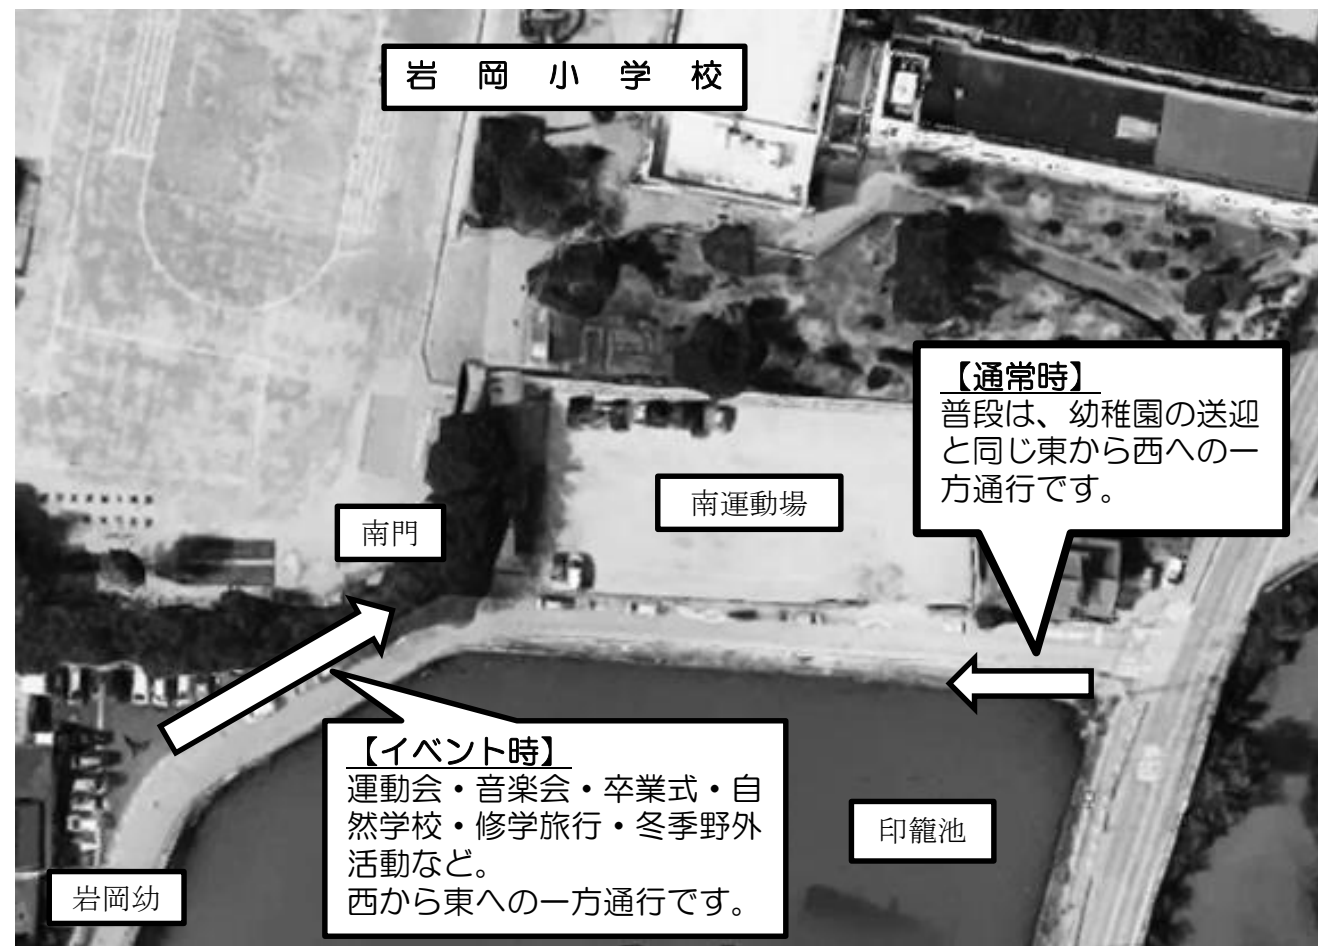 岩岡小学校
【通常時】
普段は、幼稚園の送迎
と同じ東から西への一
方通行です。
南運動場
南門
【イベント時】
運動会・音楽会・卒業式・自
然学校・修学旅行・冬季野外
活動など。
西から東への一方通行です。
印籠池
岩岡幼